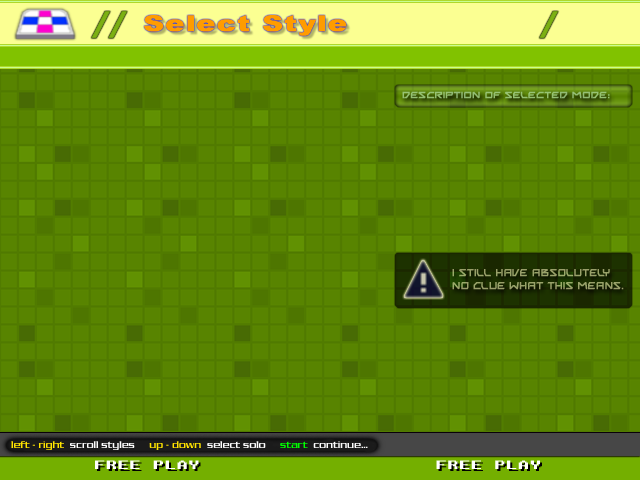 // Select Style /
DESCRIPTION OF SELECTED MODE:
I STILL HAVE ABSOLUTELY
NO CLUE WHAT THIS MEANS.
left - right scroll styles up - down select solo start continue...
FREE PLAY FREE PLAY